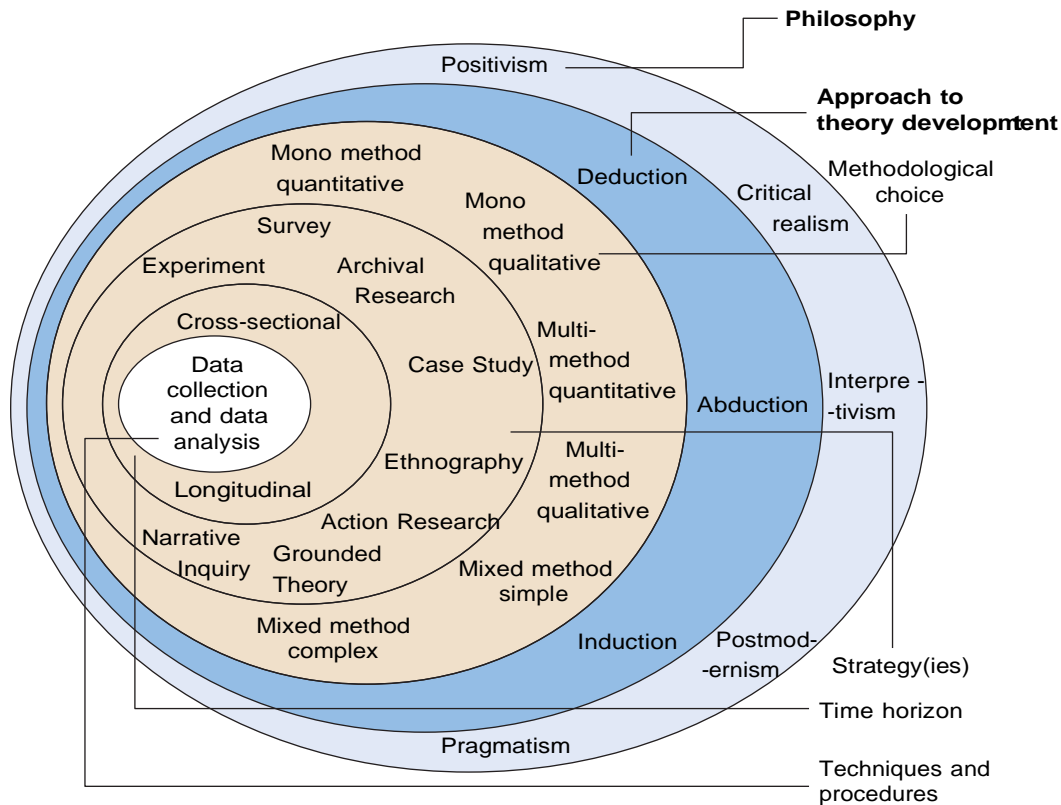 Philosophy
Positivism
Approach to
theory development
Mono method
quantitative
Deduction
Methodological
choice
Critical
realism
Mono
method
qualitative
Survey
Experiment
Archival
Research
Cross-sectional
Multi-
method
quantitative
Case Study
Data
collection
and data
analysis
Abduction
Interpre -
-tivism
Ethnography
Multi-
method
qualitative
Longitudinal
Action Research
Narrative
Inquiry
Grounded
Theory
Mixed method
simple
Mixed method
complex
Induction
Postmod-
-ernism
Strategy(ies)
Time horizon
Pragmatism
Techniques and
procedures